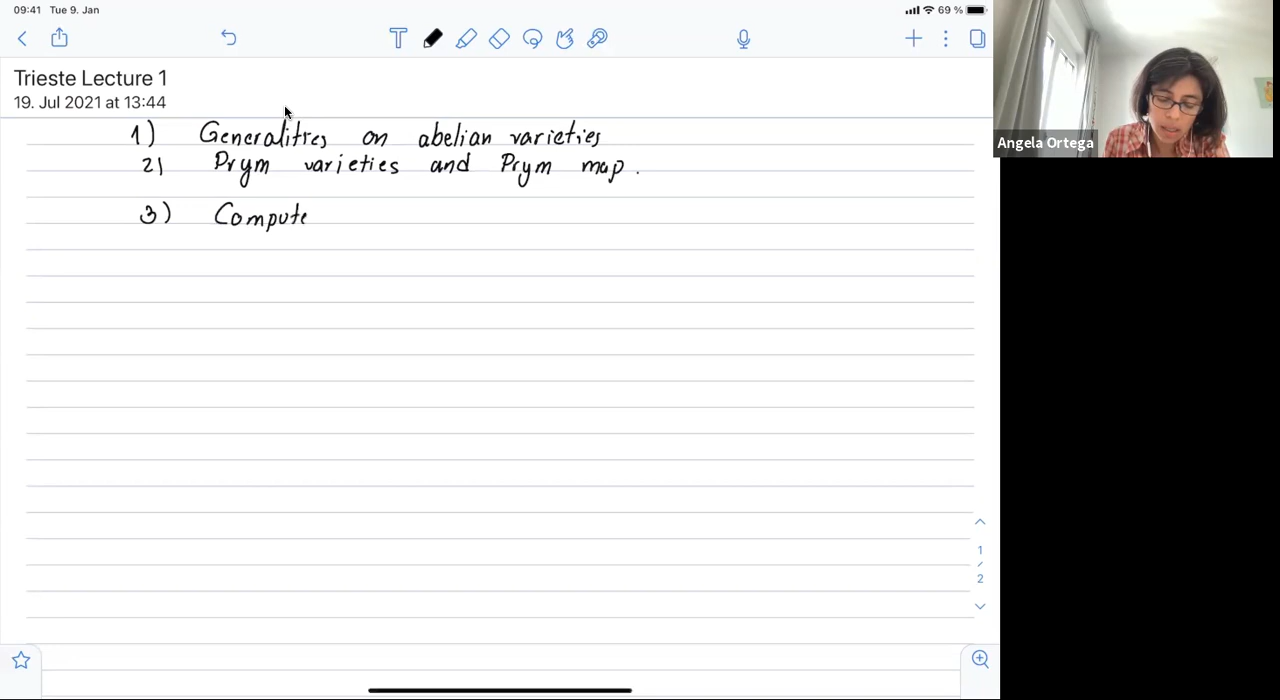 09:41 Tue 9. Jan 69 %
Trieste Lecture 1
19. Jul 2021 at 13:44
1) Generalities on abelian varieties
2) Prym varieties and Prym map.
3) Compute
Angela Ortega
1
2